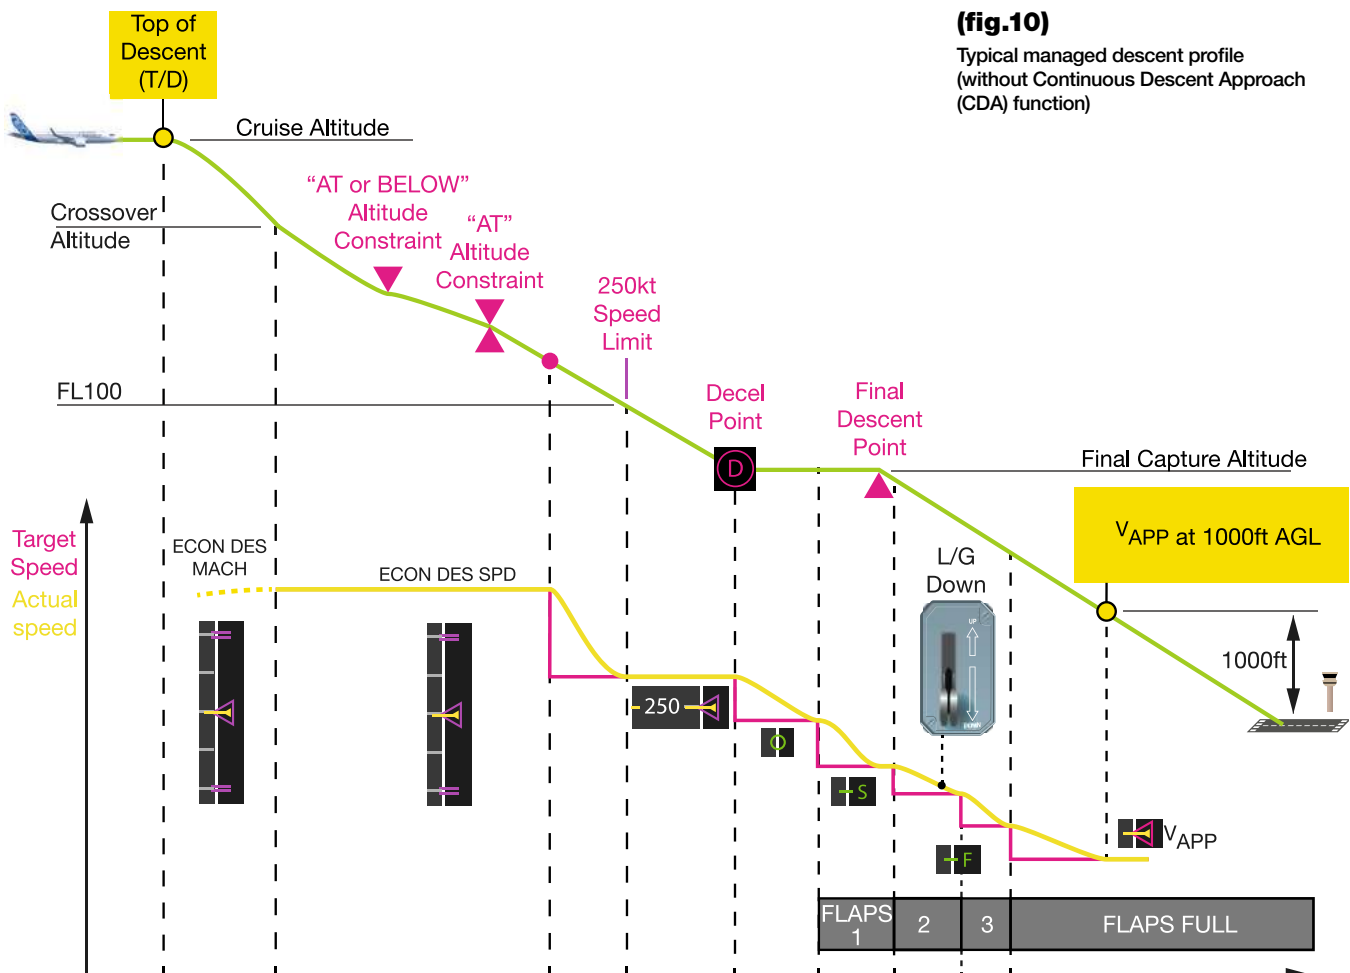 (fig.10)
Typical managed descent profile
(without Continuous Descent Approach
(CDA) function)
Top of
Descent
(T/D)
Cruise Altitude
Crossover
Altitude
“AT or BELOW”
Altitude
Constraint
“AT”
Altitude
Constraint
250kt
Speed
Limit
FL100
Decel
Point
D
Final
Descent
Point
Final Capture Altitude
VAPP at 1000ft AGL
1000ft
Target
Speed
Actual
speed
ECON DES
MACH
ECON DES SPD
L/G
Down
UP
DOWN
250
S
F
VAPP
FLAPS
1
2
3
FLAPS FULL